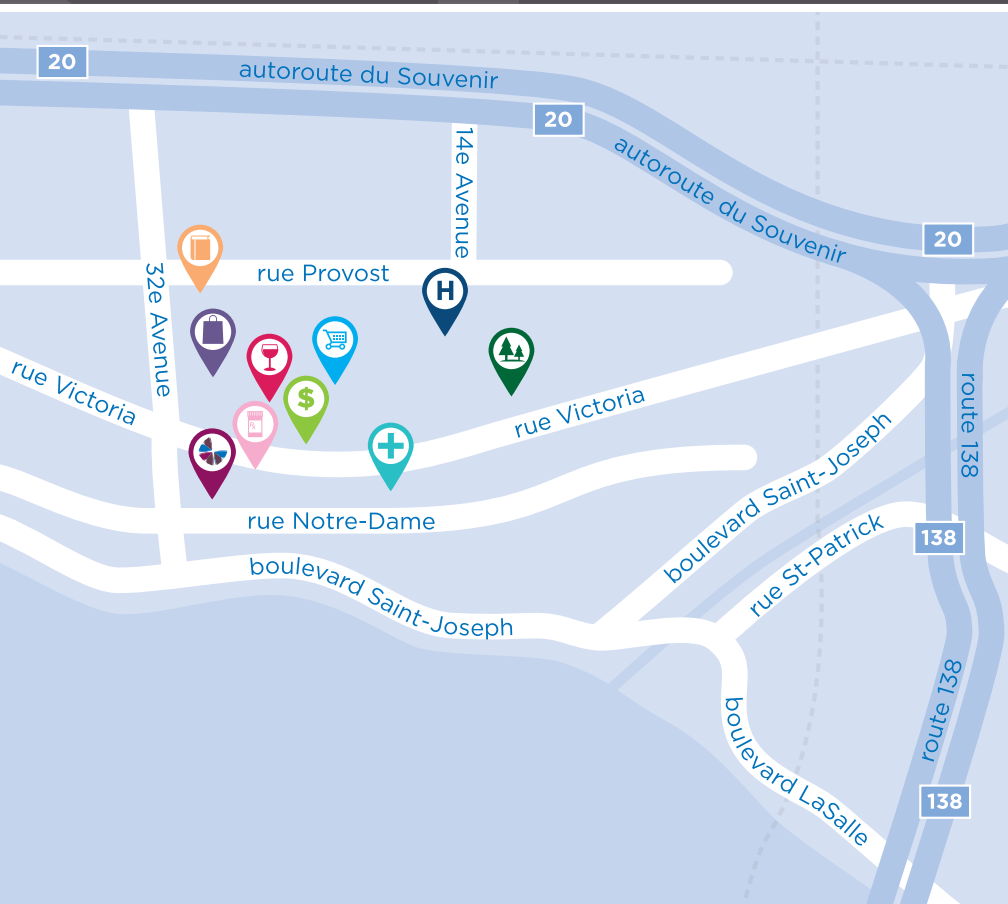 20
autoroute du Souvenir
20
14e Avenue
autoroute du Souvenir
20
rue Provost
32e Avenue
H
rue Victoria
$
rue Victoria
route 138
boulevard Saint-Joseph
rue Notre-Dame
rue St-Patrick
138
boulevard Saint-Joseph
route 138
boulevard LaSalle
138